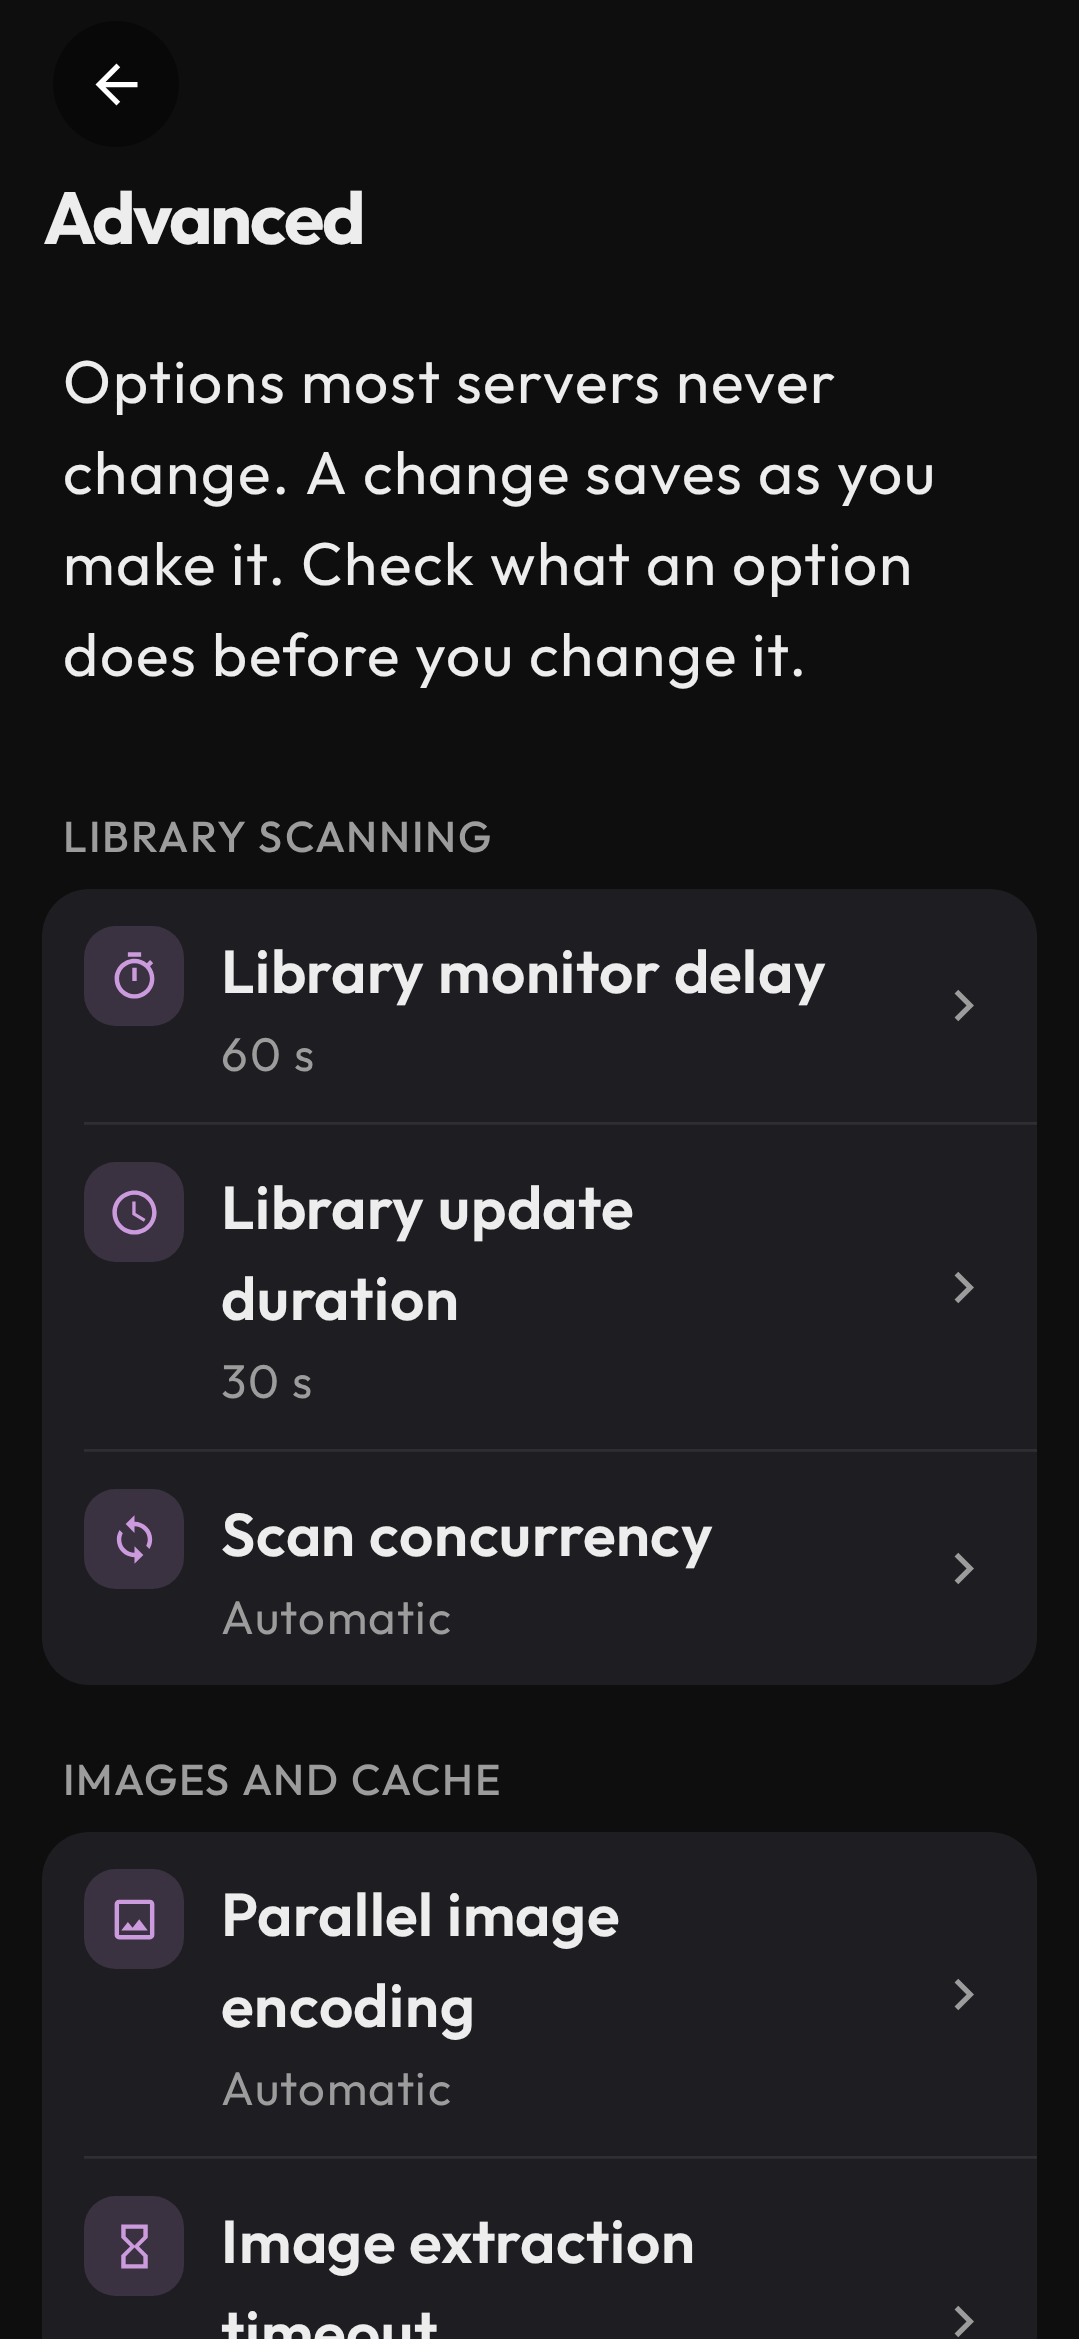 Advanced
Options most servers never
change. A change saves as you
make it. Check what an option
does before you change it.
LIBRARY SCANNING
Library monitor delay
60 s
Library update
duration
30 s
Scan concurrency
Automatic
IMAGES AND CACHE
Parallel image
encoding
Automatic
Image extraction
timeout